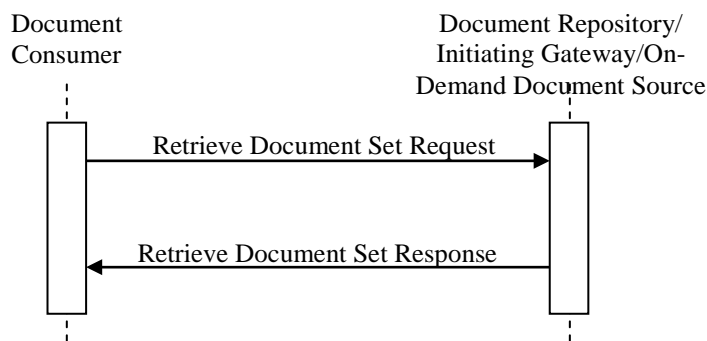 Document
Consumer
Document Repository/
Initiating Gateway/On-
Demand Document Source
Retrieve Document Set Request
Retrieve Document Set Response